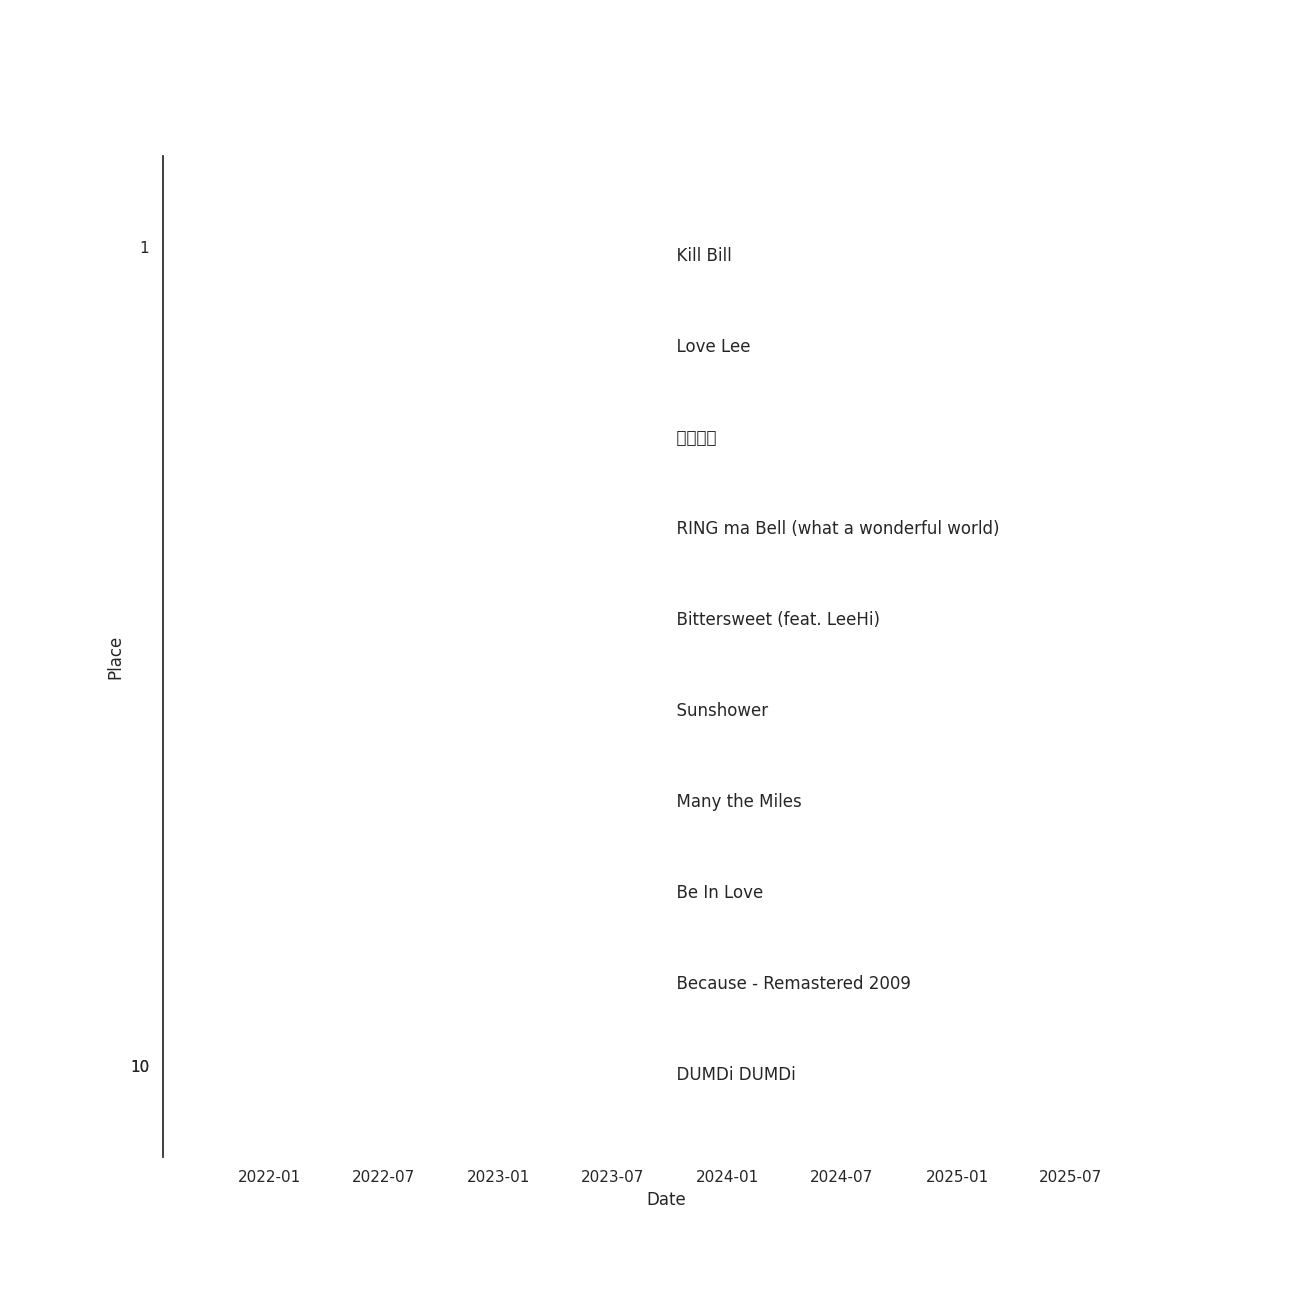 1
Kill Bill
Love Lee
RING ma Bell (what a wonderful world)
Bittersweet (feat. LeeHi)
Sunshower
Many the Miles
Be In Love
Because - Remastered 2009
10
DUMDi DUMDi
Place
2022-01 2022-07 2023-01 2023-07 2024-01 2024-07 2025-01 2025-07
Date